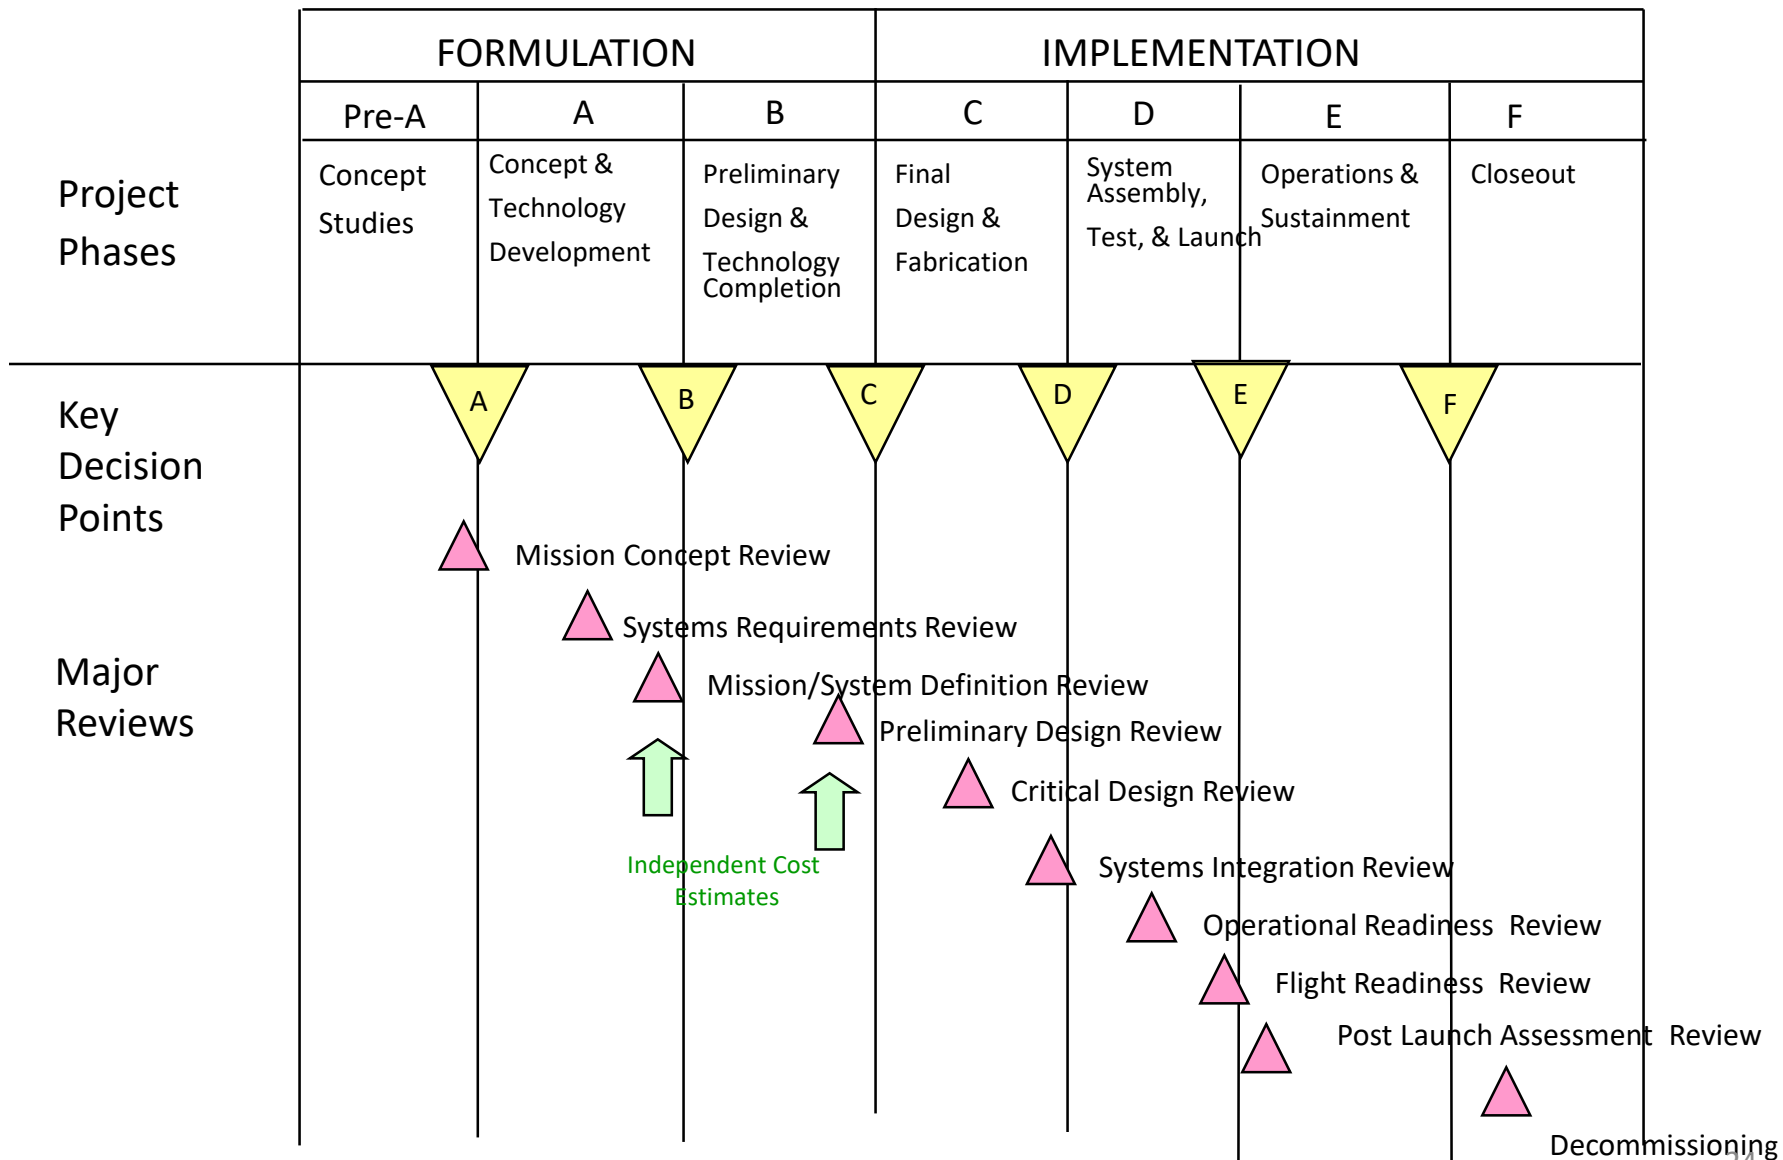 FORMULATION
IMPLEMENTATION
Pre-A
A
B
C
D
E
F
Project
Phases
Concept
Studies
Concept &
Technology
Development
Preliminary
Design &
Technology
Completion
Final
Design &
Fabrication
System
Assembly,
Test, & Launch
Operations &
Sustainment
Closeout
Key
Decision
Points
A
B
C
D
E
F
Major
Reviews
Mission Concept Review
Systems Requirements Review
Mission/System Definition Review
Preliminary Design Review
Critical Design Review
Independent Cost
Estimates
Systems Integration Review
Operational Readiness Review
Flight Readiness Review
Post Launch Assessment Review
Decommissioning